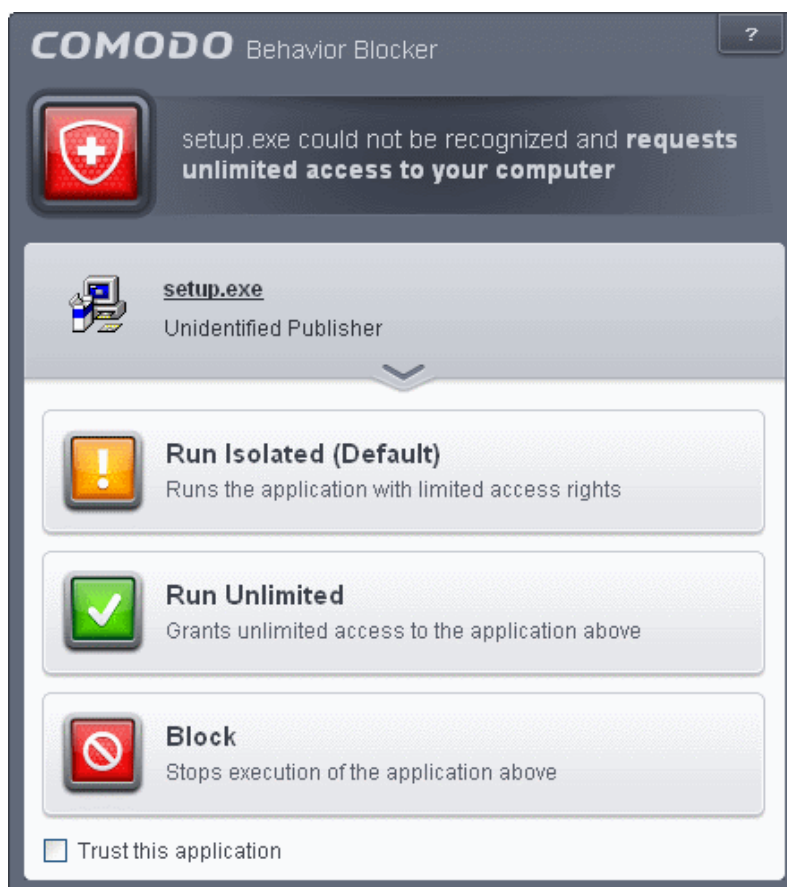 COMODO Behavior Blocker
?
setup.exe could not be recognized and requests
unlimited access to your computer
setup.exe
Unidentified Publisher
Run Isolated (Default)
Runs the application with limited access rights
Run Unlimited
Grants unlimited access to the application above
Block
Stops execution of the application above
Trust this application